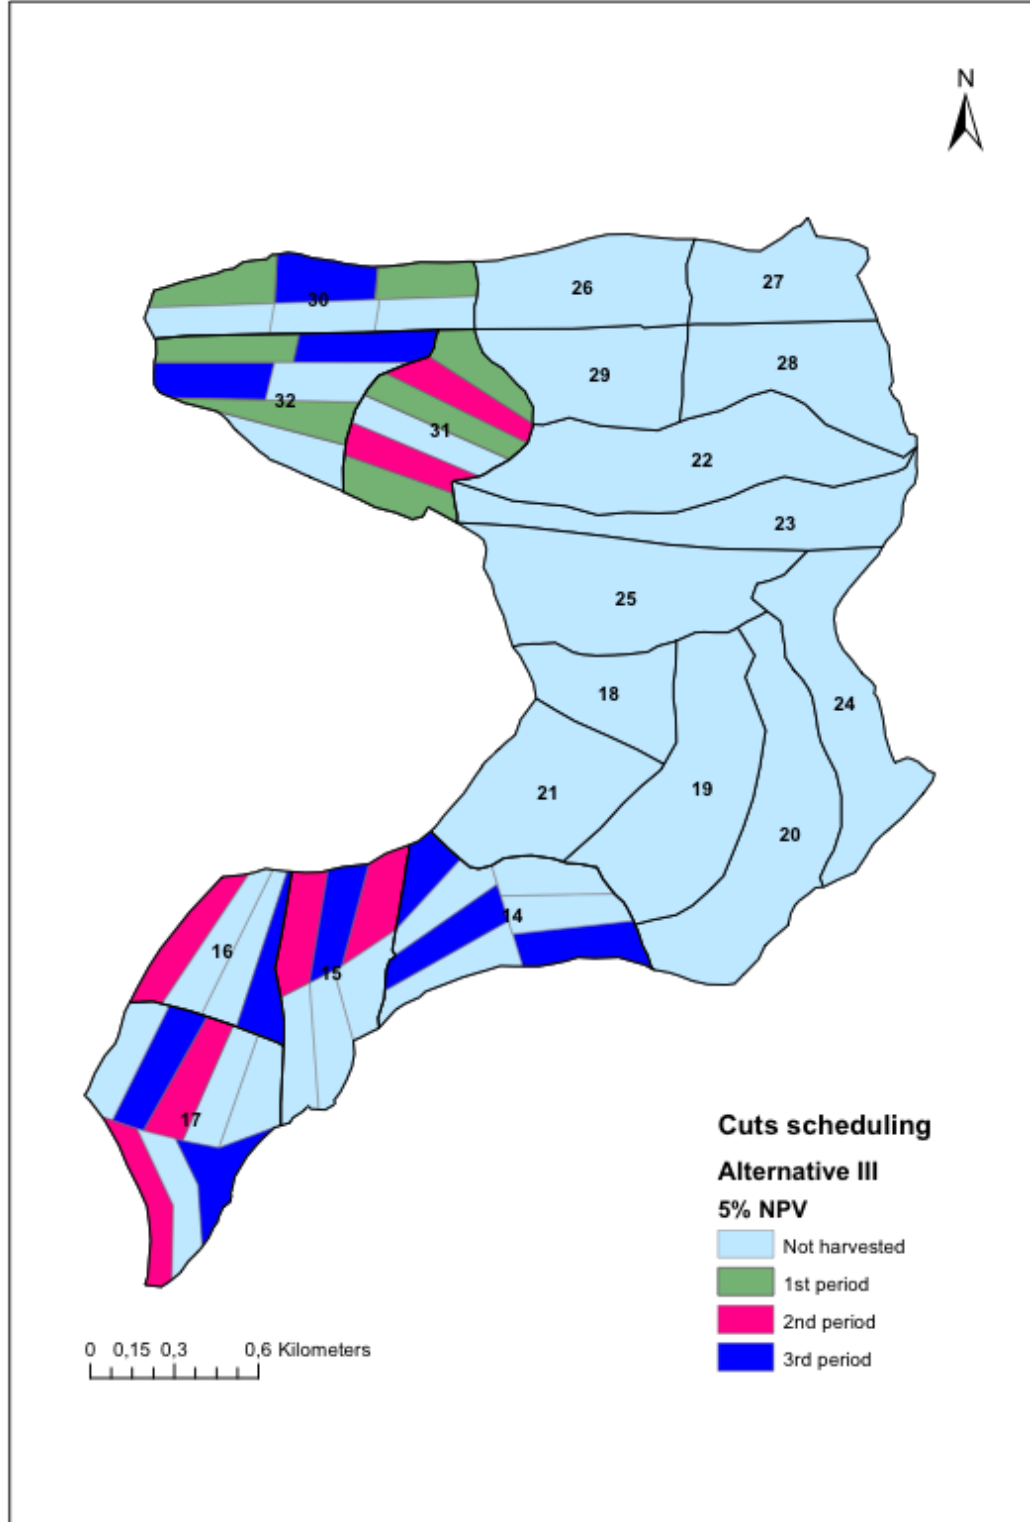 N
26
27
30
29
28
32
31
22
23
25
18
24
21
19
20
14
16
15
17
Cuts scheduling
Alternative III
5% NPV
Not harvested
1st period
2nd period
3rd period
0 0,15 0,3 0,6 Kilometers